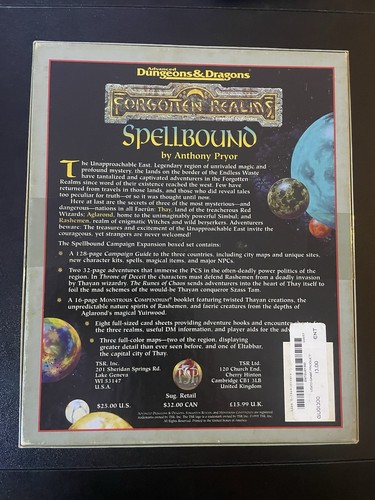 Advanced
Dungeons & Dragons
FORGOTTEN REALMS
SPELLBOUND
by Anthony Pryor
The Unapproachable East. Legendary region of unrivaled magic and
profound mystery, the lands on the border of the Endless Waste
have tantalized and captivated adventures in the Forgotten
Realms since word of their existence reached the west. Few have
returned from travels in those lands, and those who did reveal tales
too peculiar for truth—or so it was thought until now.
Here at last are the secrets of three of the most mysterious—and
dangerous—nations in all Faerûn: Thay, land of the treacherous Red
Wizards; Aglarond, home to the unimaginably powerful Simbul; and
Rashemen, realm of enigmatic Witches and wild berserkers. Adventurers
beware: The treasures and excitement of the Unapproachable East invite the
courageous, yet strangers are never welcomed!
The Spellbound Campaign Expansion boxed set contains:
• A 128-page Campaign Guide to the three countries, including city maps and unique
sites, new character kits, spells, magical items, and major NPCs.
• Two 32-page adventures that immerse the PCS in the often-deadly power politics of the
region. In Throne of Deceit the characters must defend Rashemen from a deadly invasion
by Thayan wizardry. The Runes of Chaos sends adventures into the heart of Thay itself to
foil the mad schemes of the would-be Thayan conqueror Szass Tam.
• A 16-page MONSTROUS COMPENDIUM® booklet featuring twisted Thayan creations, the
unpredictable nature spirits of Rashemen, and faerie creatures from the depths of
Aglarond's magical Yuirwood.
• Eight full-sized card sheets providing adventure hooks and encounters
the three realms, useful DM information, and player aids for the
• Three full-color maps—two of the region, displaying
greater detail than ever seen before, and one of Eltabbar,
the capital city of Thay.
TSR, Inc.
201 Sheridan Springs Rd.
Lake Geneva
WI 53147
U.S.A.
TSR Ltd.
120 Church End,
Cherry Hinton
Cambridge CB1 3LB
United Kingdom
Sug. Retail
$25.00 U.S.
$32.00 CAN
£15.99 U.K.